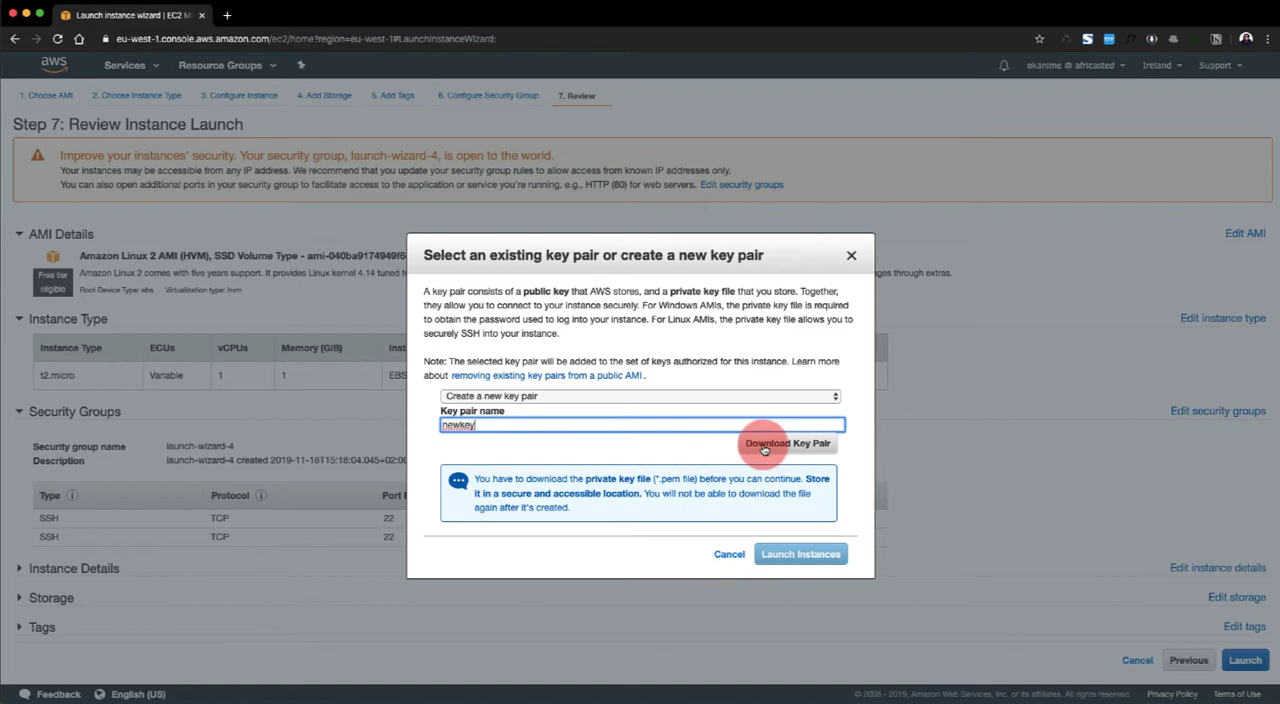 Launch instance wizard | EC2 M
eu-west-1.console.aws.amazon.com/ec2/home?region=eu-west-1#LaunchInstanceWizard:
aws Services Resource Groups okanime @ africasted Ireland Support
1. Choose AMI 2. Choose Instance Type 3. Configure Instance 4. Add Storage 5. Add Tags 6. Configure Security Group 7. Review
Step 7: Review Instance Launch
Improve your instances' security. Your security group, launch-wizard-4, is open to the world.
Your instances may be accessible from any IP address. We recommend that you update your security group rules to allow access from known IP addresses only.
You can also open additional ports in your security group to facilitate access to the application or service you're running, e.g., HTTP (80) for web servers. Edit security groups
AMI Details Edit AMI
Amazon Linux 2 AMI (HVM), SSD Volume Type - ami-040ba9174949f6
Free tier eligible
Amazon Linux 2 comes with five years support. It provides Linux kernel 4.14 tuned f
nges through extras.
Root Device Type: ebs Virtualization type: hvm
Instance Type Edit instance type
Instance Type ECUs vCPUs Memory (GiB) Inst
t2.micro Variable 1 1 EBS
Security Groups Edit security groups
Security group name launch-wizard-4
Description launch-wizard-4 created 2019-11-18T15:18:04.045+02:0
Type Protocol Port
SSH TCP 22
SSH TCP 22
Instance Details Edit instance details
Storage Edit storage
Tags Edit tags
Cancel Previous Launch
Select an existing key pair or create a new key pair
A key pair consists of a public key that AWS stores, and a private key file that you store. Together,
they allow you to connect to your instance securely. For Windows AMIs, the private key file is required
to obtain the password used to log into your instance. For Linux AMIs, the private key file allows you to
securely SSH into your instance.
Note: The selected key pair will be added to the set of keys authorized for this instance. Learn more
about removing existing key pairs from a public AMI.
Create a new key pair
Key pair name
newkey
Download Key Pair
You have to download the private key file (*.pem file) before you can continue. Store
it in a secure and accessible location. You will not be able to download the file
again after it's created.
Cancel Launch Instances
Feedback English (US) © 2008 - 2019, Amazon Web Services, Inc. or its affiliates. All rights reserved. Privacy Policy Terms of Use